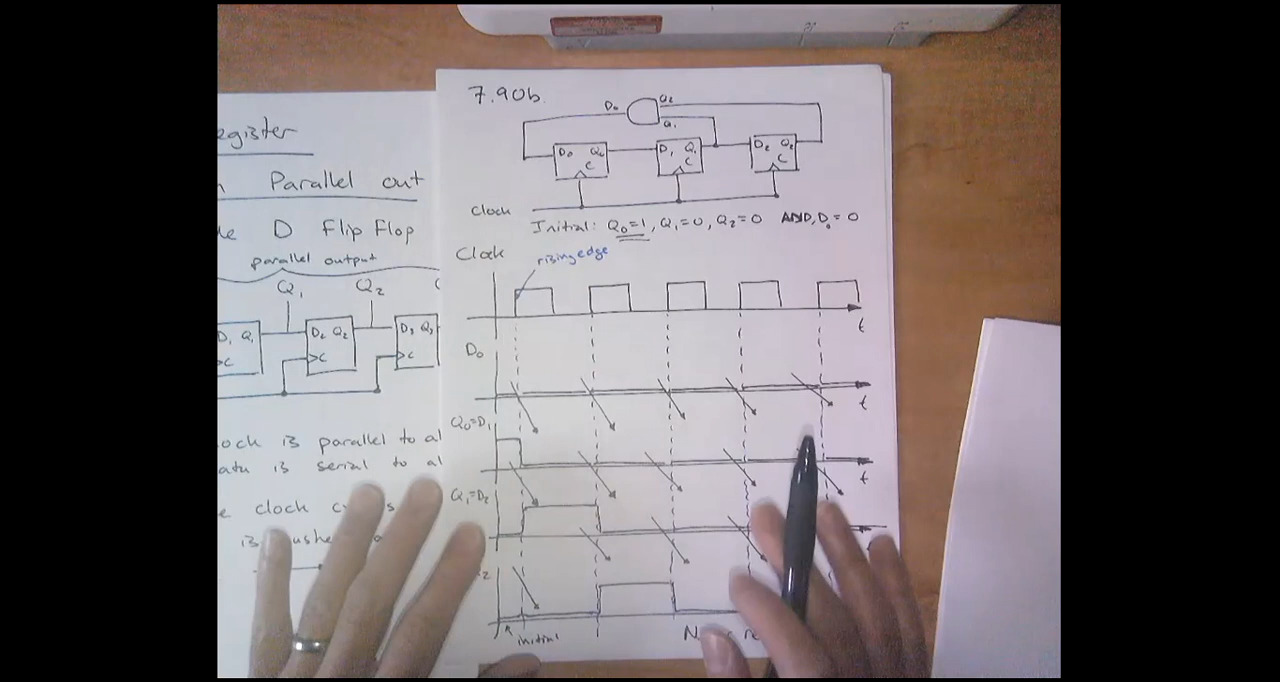 egister
Parallel out
D Flip Flop
parallel output
Q₁ Q₂
D₁ Q₁ D₂ Q₂ D₃ Q₃
>C >C >C
ock is parallel to al
ata is serial to al
e clock c s
is ushe
7.90b.
D₀ Q₂
Q₁
D₀ Q₀ D₁ Q₁ D₂ Q₂
C C C
Clock
Initial: Q₀=1, Q₁=0, Q₂=0 AND, D₀=0
Clock
rising edge
t
D₀
t
Q₀=D₁
t
Q₁=D₂
2
initial